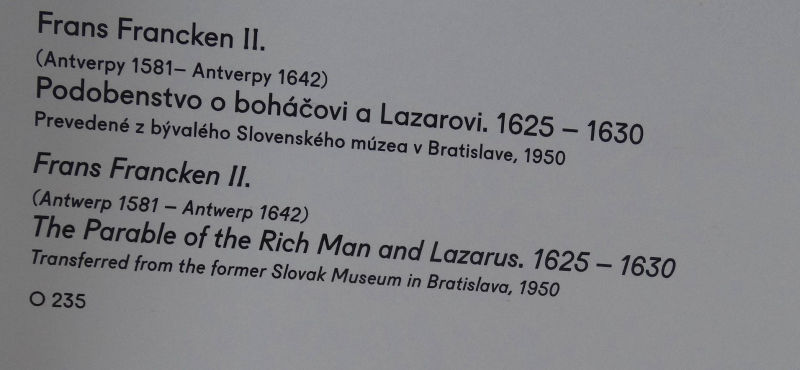 Frans Francken II.
(Antverpy 1581– Antverpy 1642)
Podobenstvo o boháčovi a Lazarovi. 1625 – 1630
Prevedené z bývalého Slovenského múzea v Bratislave, 1950
Frans Francken II.
(Antwerp 1581 – Antwerp 1642)
The Parable of the Rich Man and Lazarus. 1625 – 1630
Transferred from the former Slovak Museum in Bratislava, 1950
O 235